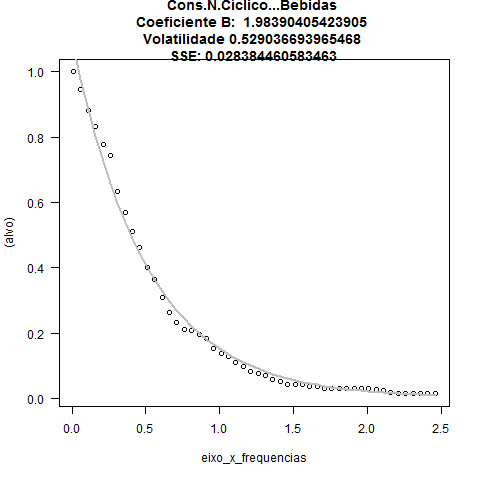 Cons.N.Ciclico...Bebidas
Coeficiente B:  1.98390405423905
Volatilidade 0.529036693965468
SSE: 0.028384460583463
1.0
0.8
0.6
0.4
0.2
0.0
(alvo)
0.0 0.5 1.0 1.5 2.0 2.5
eixo_x_frequencias